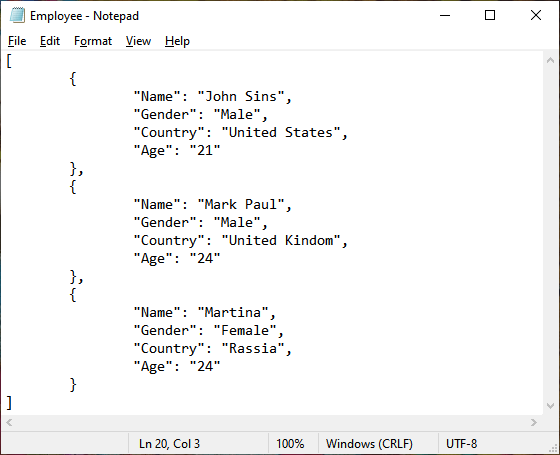 Employee - Notepad
File Edit Format View Help
[
{
"Name": "John Sins",
"Gender": "Male",
"Country": "United States",
"Age": "21"
},
{
"Name": "Mark Paul",
"Gender": "Male",
"Country": "United Kindom",
"Age": "24"
},
{
"Name": "Martina",
"Gender": "Female",
"Country": "Rassia",
"Age": "24"
}
]
Ln 20, Col 3 100% Windows (CRLF) UTF-8